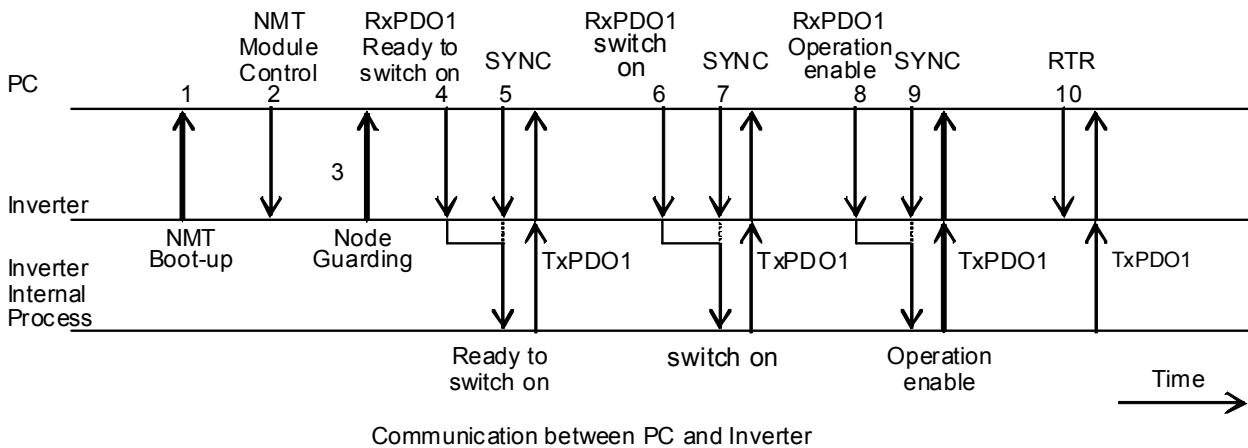 NMT
Module
Control
RxPDO1
Ready to
switch on
SYNC
RxPDO1
switch
on
SYNC
RxPDO1
Operation
enable
SYNC
RTR
PC
1
2
4
5
6
7
8
9
10
3
Inverter
NMT
Boot-up
Node
Guarding
TxPDO1
TxPDO1
TxPDO1
TxPDO1
Inverter
Internal
Process
Ready to
switch on
switch on
Operation
enable
Time
Communication between PC and Inverter